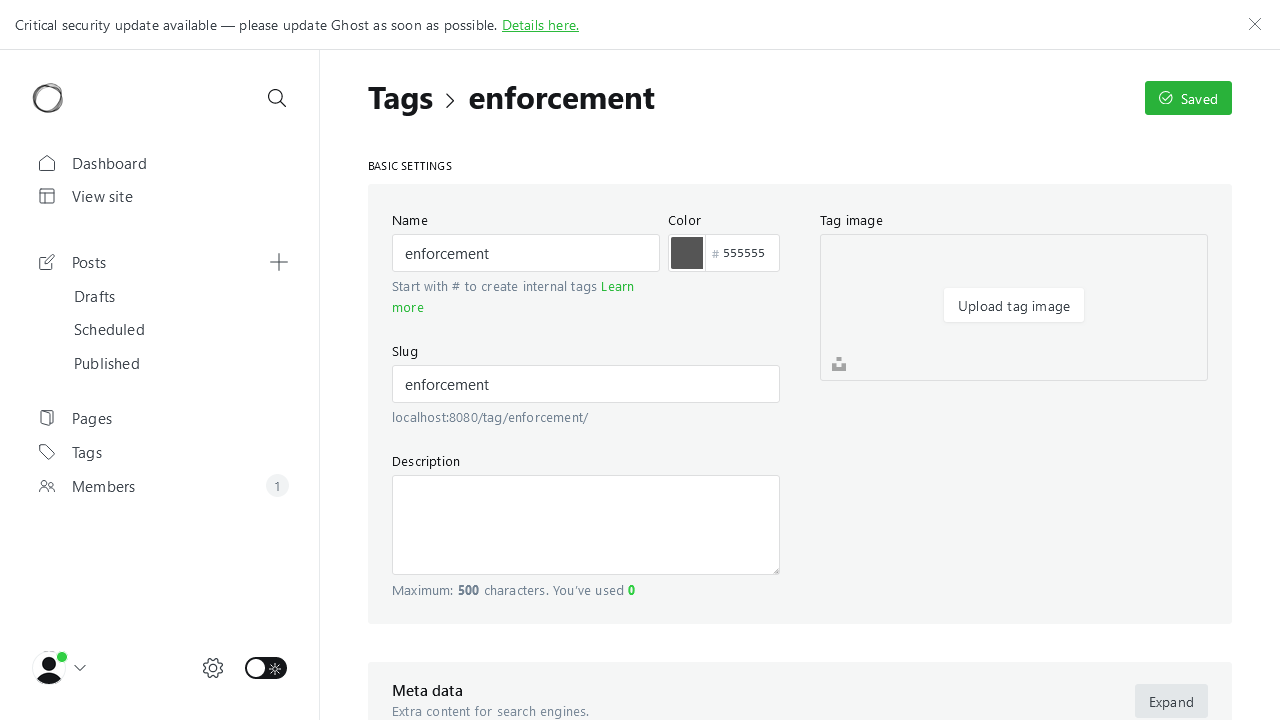 Critical security update available — please update Ghost as soon as possible. Details here.
Tags > enforcement
Saved
Dashboard
View site
Posts
Drafts
Scheduled
Published
Pages
Tags
Members 1
BASIC SETTINGS
Name
enforcement
Start with # to create internal tags Learn
more
Color
# 555555
Slug
enforcement
localhost:8080/tag/enforcement/
Description
Maximum: 500 characters. You've used 0
Tag image
Upload tag image
Meta data
Extra content for search engines.
Expand